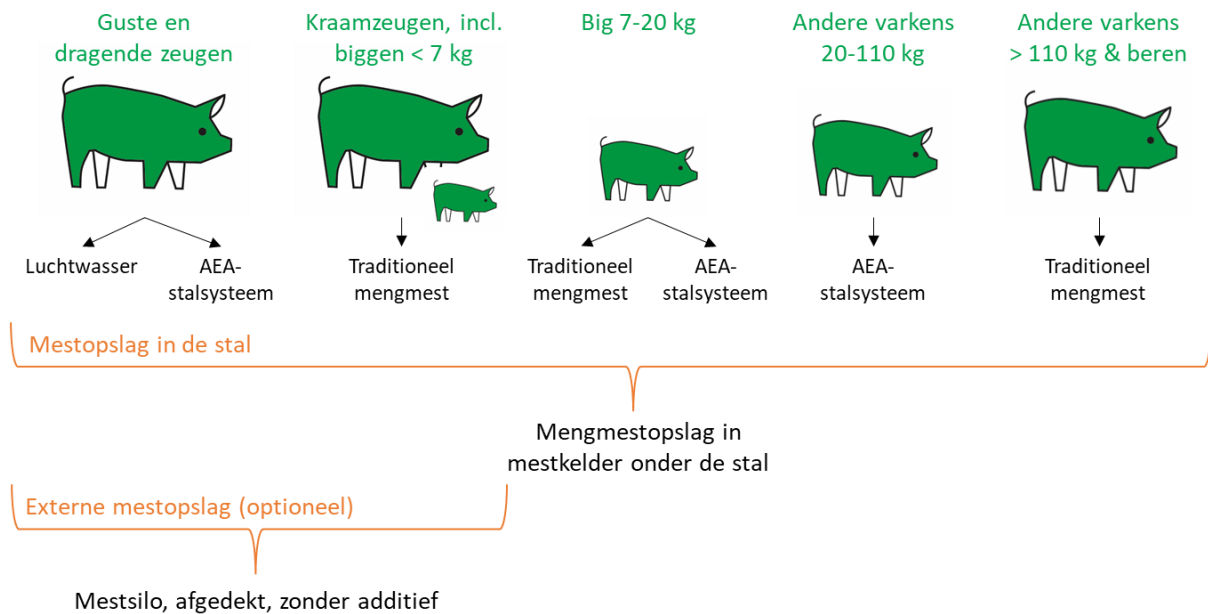 Guste en
dragende zeugen
Kraamzeugen, incl.
biggen < 7 kg
Big 7-20 kg
Andere varkens
20-110 kg
Andere varkens
> 110 kg & beren
Luchtwasser
AEA-
stalsysteem
Traditioneel
mengmest
Traditioneel
mengmest
AEA-
stalsysteem
AEA-
stalsysteem
Traditioneel
mengmest
Mestopslag in de stal
Mengmestopslag in
mestkelder onder de stal
Externe mestopslag (optioneel)
Mestsilo, afgedekt, zonder additief